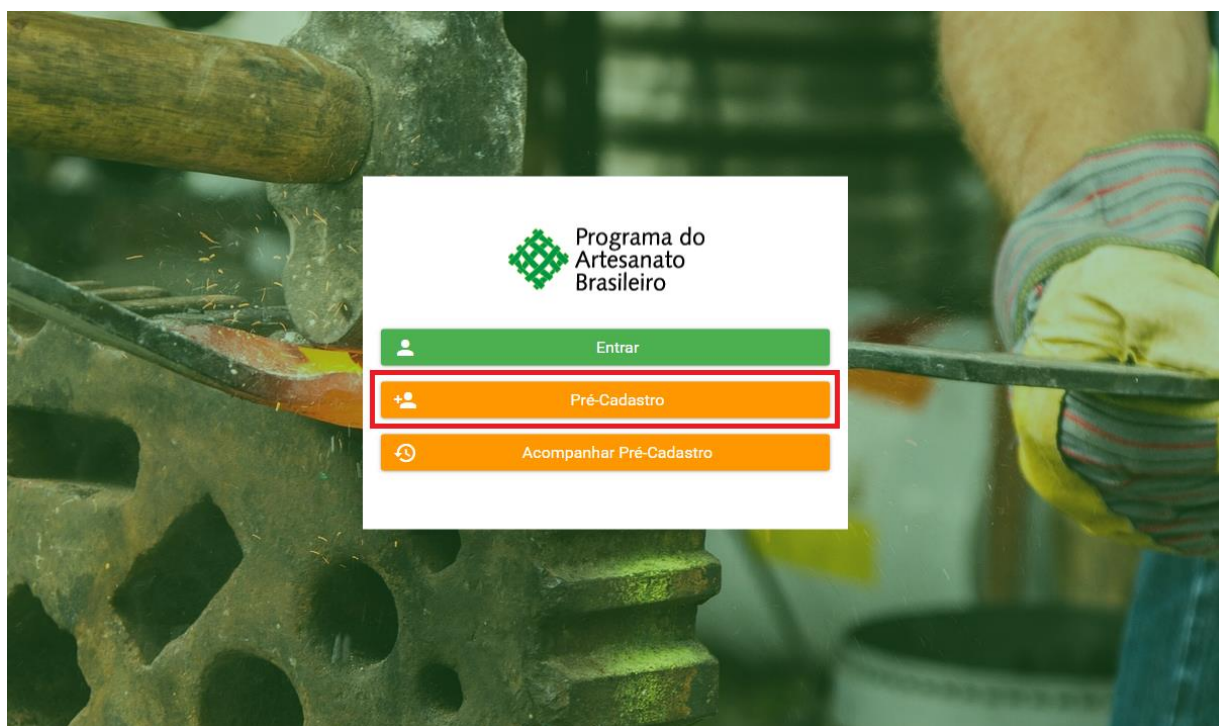 Programa do
Artesanato
Brasileiro
Entrar
Pré-Cadastro
Acompanhar Pré-Cadastro